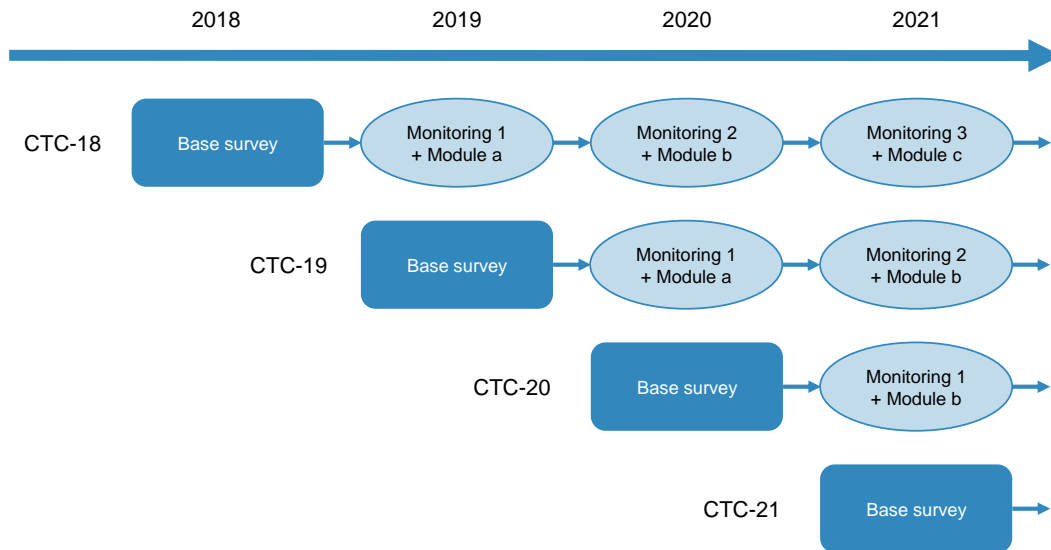 2018 2019 2020 2021
CTC-18
Base survey
Monitoring 1
+ Module a
Monitoring 2
+ Module b
Monitoring 3
+ Module c
CTC-19
Base survey
Monitoring 1
+ Module a
Monitoring 2
+ Module b
CTC-20
Base survey
Monitoring 1
+ Module b
CTC-21
Base survey